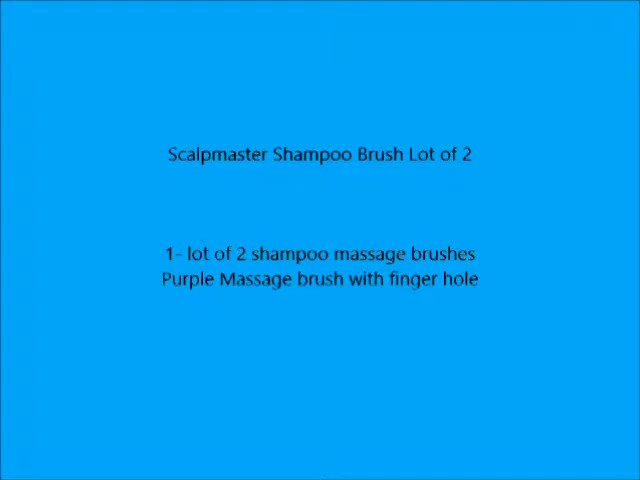 Scalpmaster Shampoo Brush Lot of 2
1- lot of 2 shampoo massage brushes
Purple Massage brush with finger hole